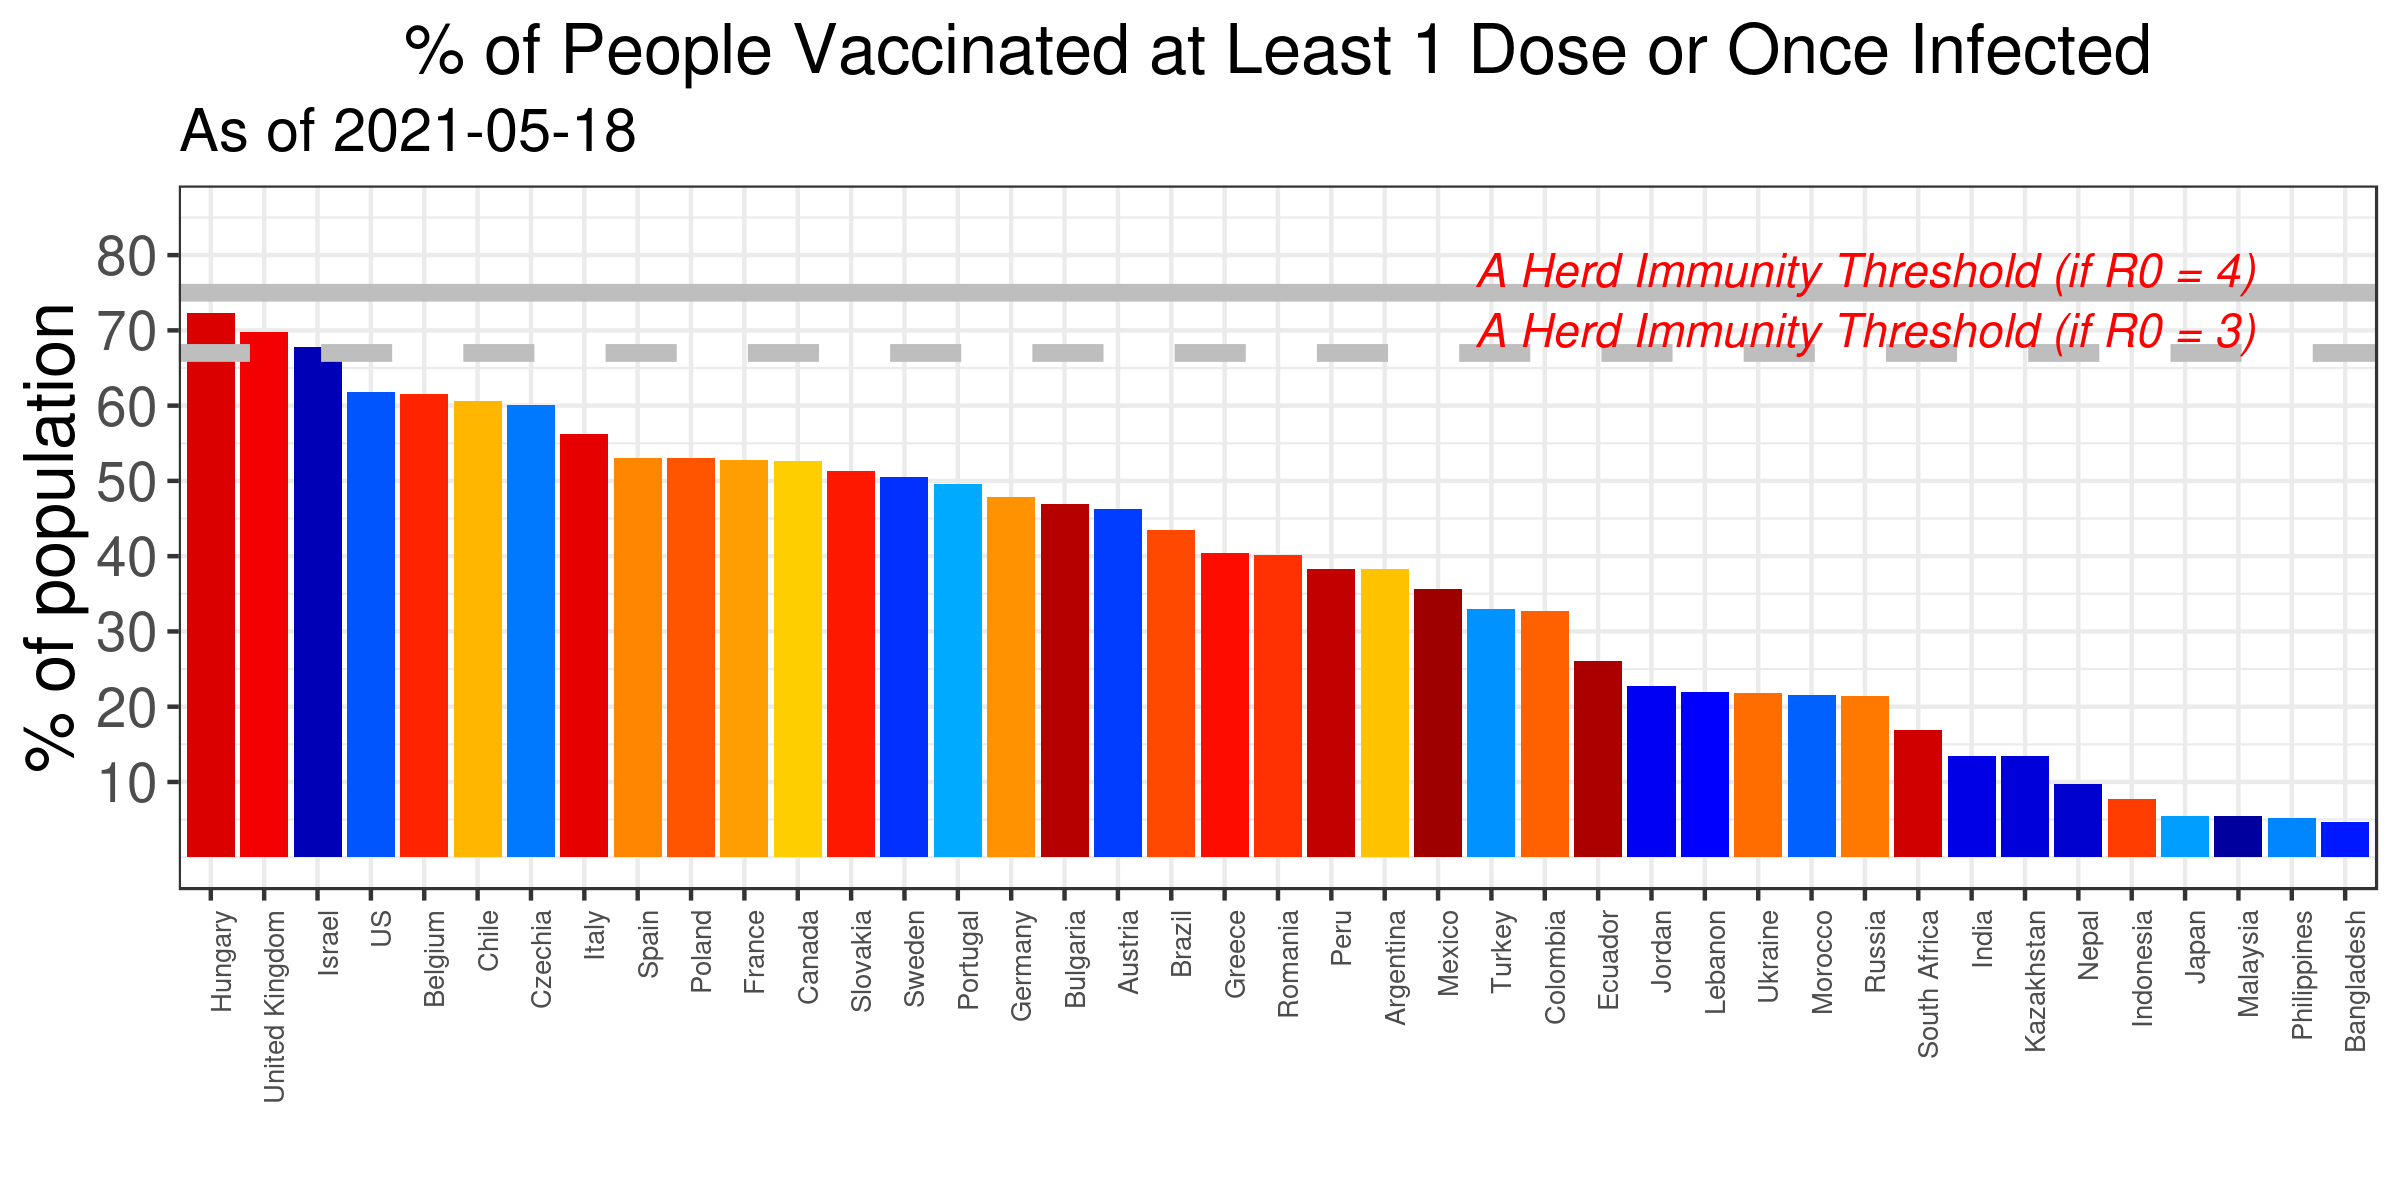 % of People Vaccinated at Least 1 Dose or Once Infected
As of 2021-05-18
% of population
80
70
60
50
40
30
20
10
A Herd Immunity Threshold (if R0 = 4)
A Herd Immunity Threshold (if R0 = 3)
Hungary
United Kingdom
Israel
US
Belgium
Chile
Czechia
Italy
Spain
Poland
France
Canada
Slovakia
Sweden
Portugal
Germany
Bulgaria
Austria
Brazil
Greece
Romania
Peru
Argentina
Mexico
Turkey
Colombia
Ecuador
Jordan
Lebanon
Ukraine
Morocco
Russia
South Africa
India
Kazakhstan
Nepal
Indonesia
Japan
Malaysia
Philippines
Bangladesh